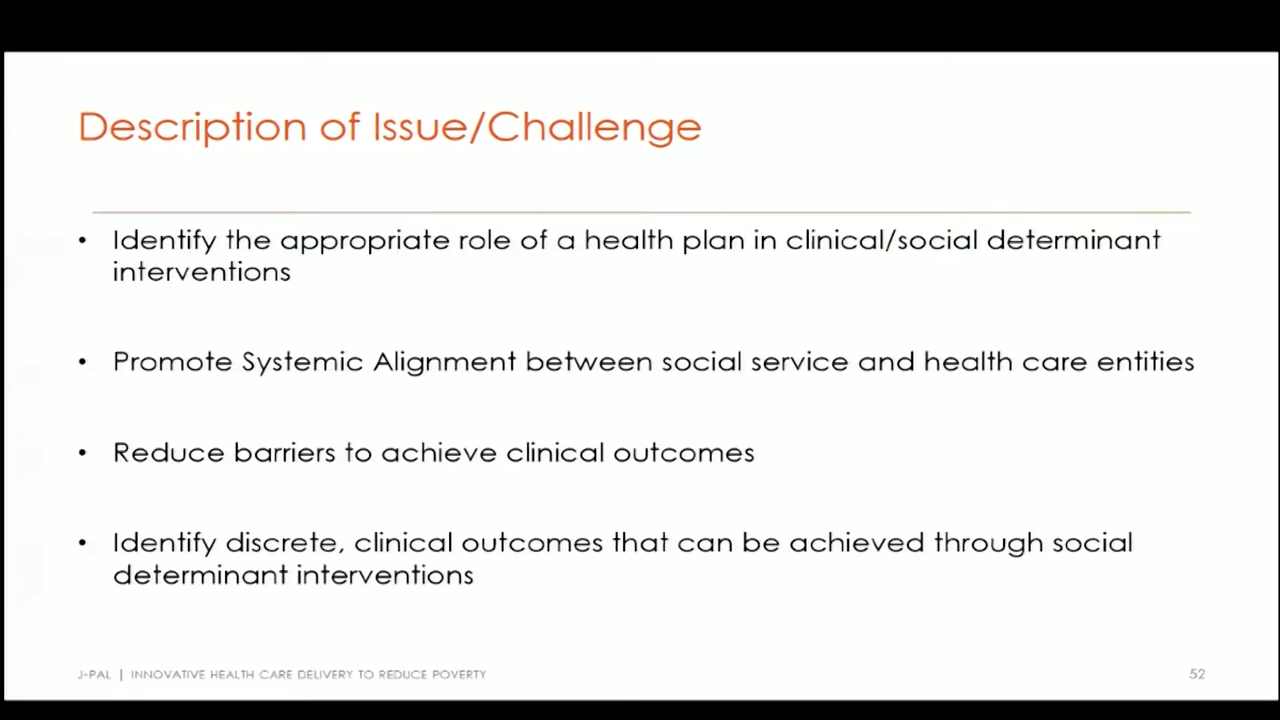 Description of Issue/Challenge
• Identify the appropriate role of a health plan in clinical/social determinant
interventions
• Promote Systemic Alignment between social service and health care entities
• Reduce barriers to achieve clinical outcomes
• Identify discrete, clinical outcomes that can be achieved through social
determinant interventions
J-PAL | INNOVATIVE HEALTH CARE DELIVERY TO REDUCE POVERTY
52